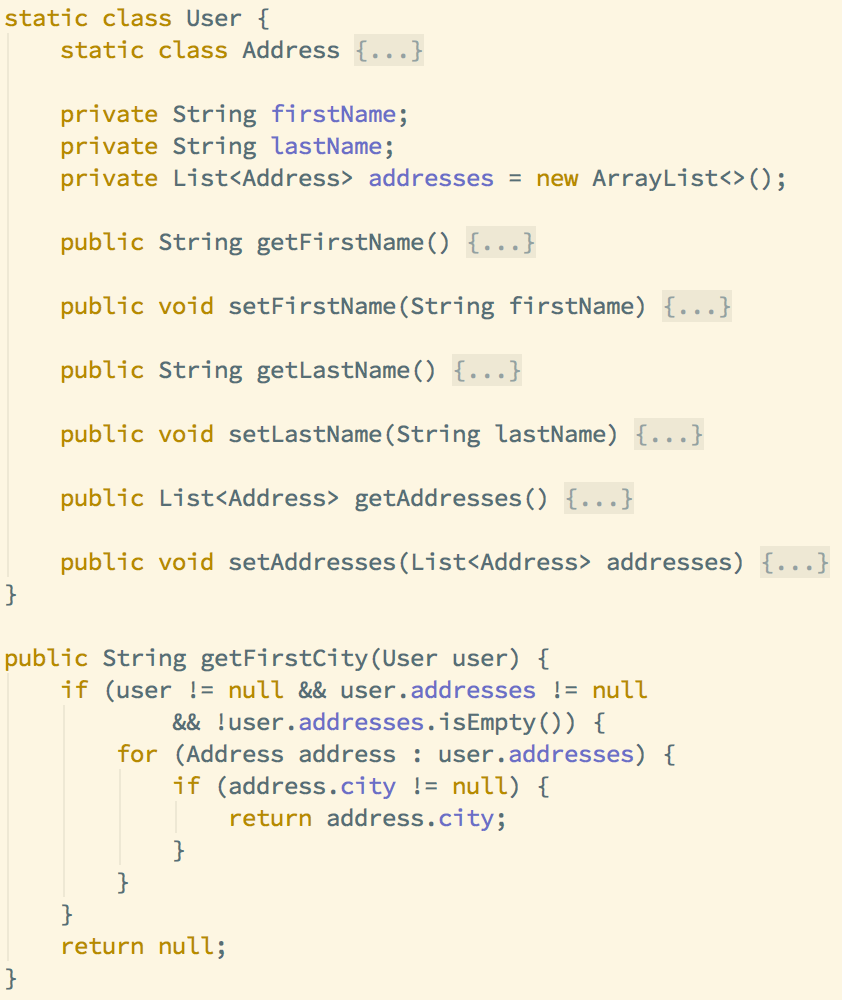 static class User {
    static class Address {...}

    private String firstName;
    private String lastName;
    private List<Address> addresses = new ArrayList<>();

    public String getFirstName() {...}

    public void setFirstName(String firstName) {...}

    public String getLastName() {...}

    public void setLastName(String lastName) {...}

    public List<Address> getAddresses() {...}

    public void setAddresses(List<Address> addresses) {...}
}

public String getFirstCity(User user) {
    if (user != null && user.addresses != null
            && !user.addresses.isEmpty()) {
        for (Address address : user.addresses) {
            if (address.city != null) {
                return address.city;
            }
        }
    }
    return null;
}